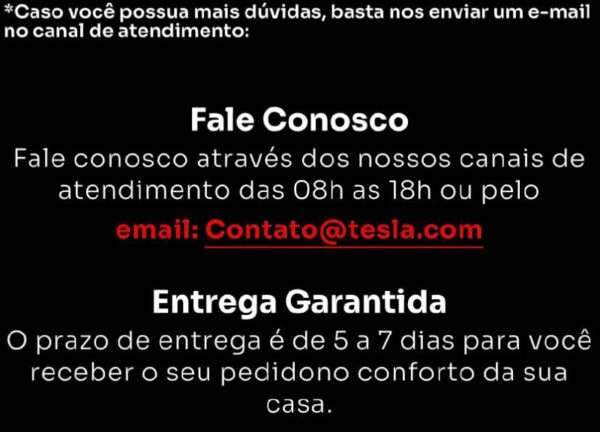 *Caso você possua mais dúvidas, basta nos enviar um e-mail
no canal de atendimento:
Fale Conosco
Fale conosco através dos nossos canais de
atendimento das 08h as 18h ou pelo
email: Contato@tesla.com
Entrega Garantida
O prazo de entrega é de 5 a 7 dias para você
receber o seu pedidono conforto da sua
casa.